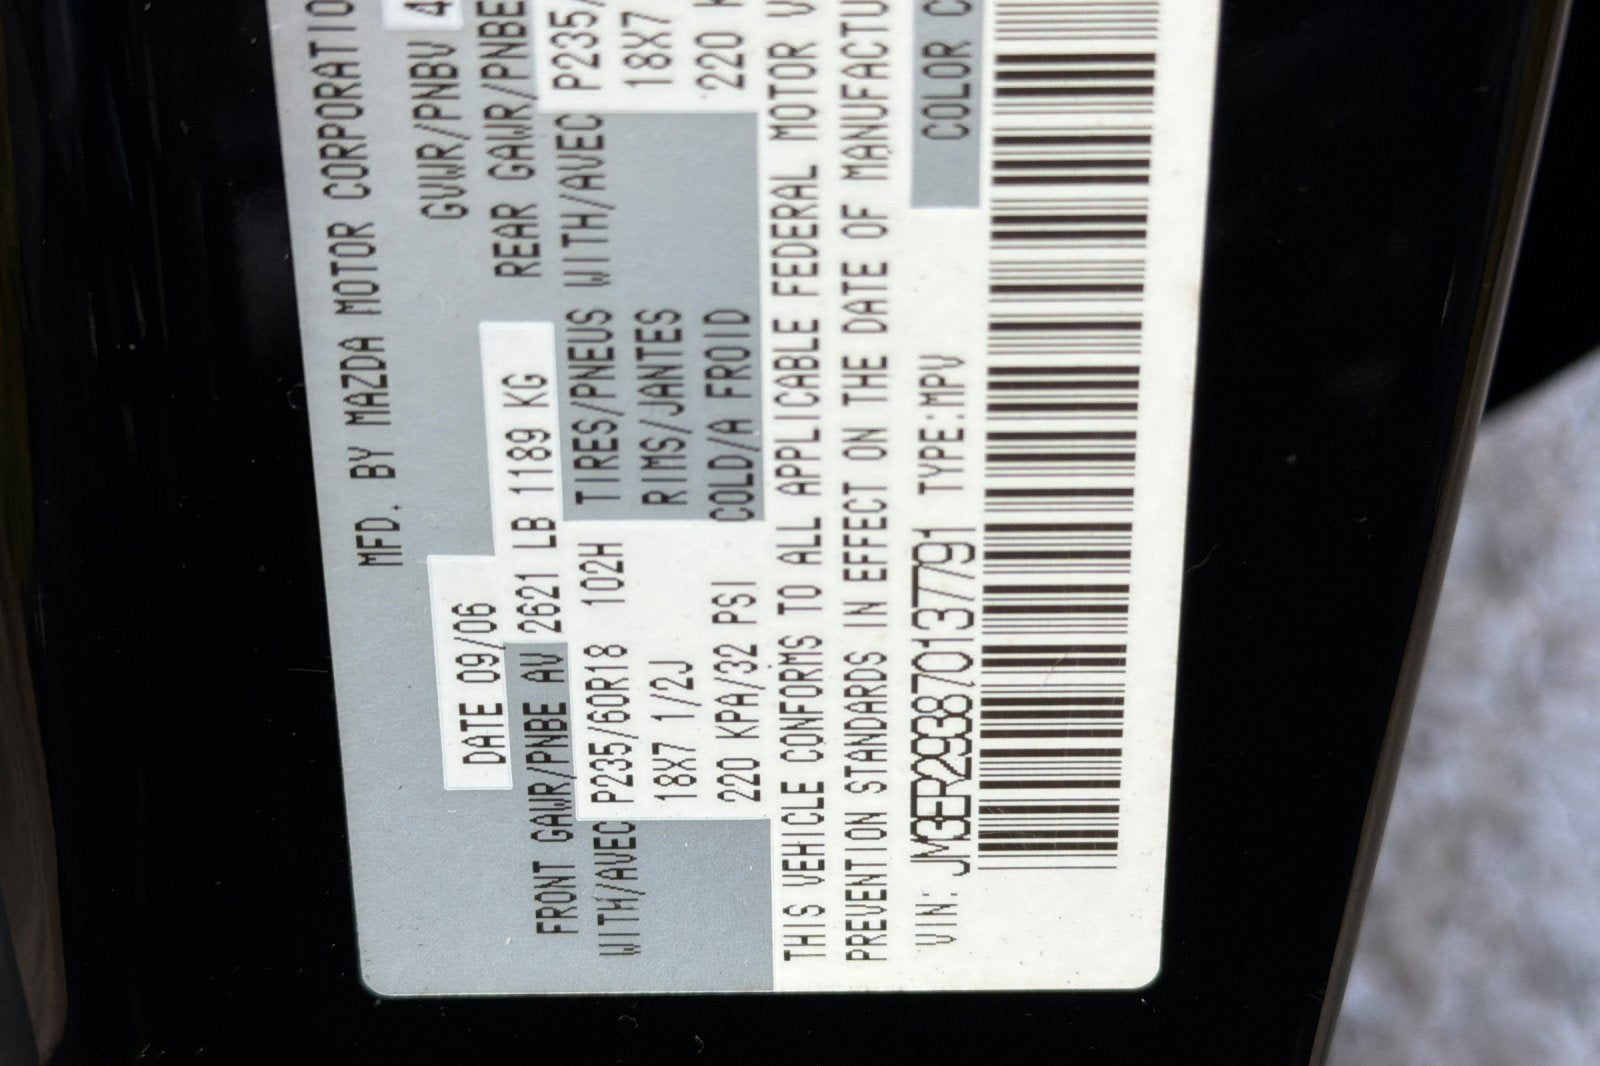 MFD. BY MAZDA MOTOR CORPORATIO
DATE 09/06 GVWR/PNBV 4
FRONT GAWR/PNBE AV 2621 LB 1189 KG REAR GAWR/PNBE
WITH/AVEC P235/60R18 102H TIRES/PNEUS WITH/AVEC P235/
18X7 1/2J RIMS/JANTES 18X7
220 KPA/32 PSI COLD/A FROID 220 K
THIS VEHICLE CONFORMS TO ALL APPLICABLE FEDERAL MOTOR V
PREVENTION STANDARDS IN EFFECT ON THE DATE OF MANUFACTU
VIN: JM3ER293870137791 TYPE:MPV COLOR C